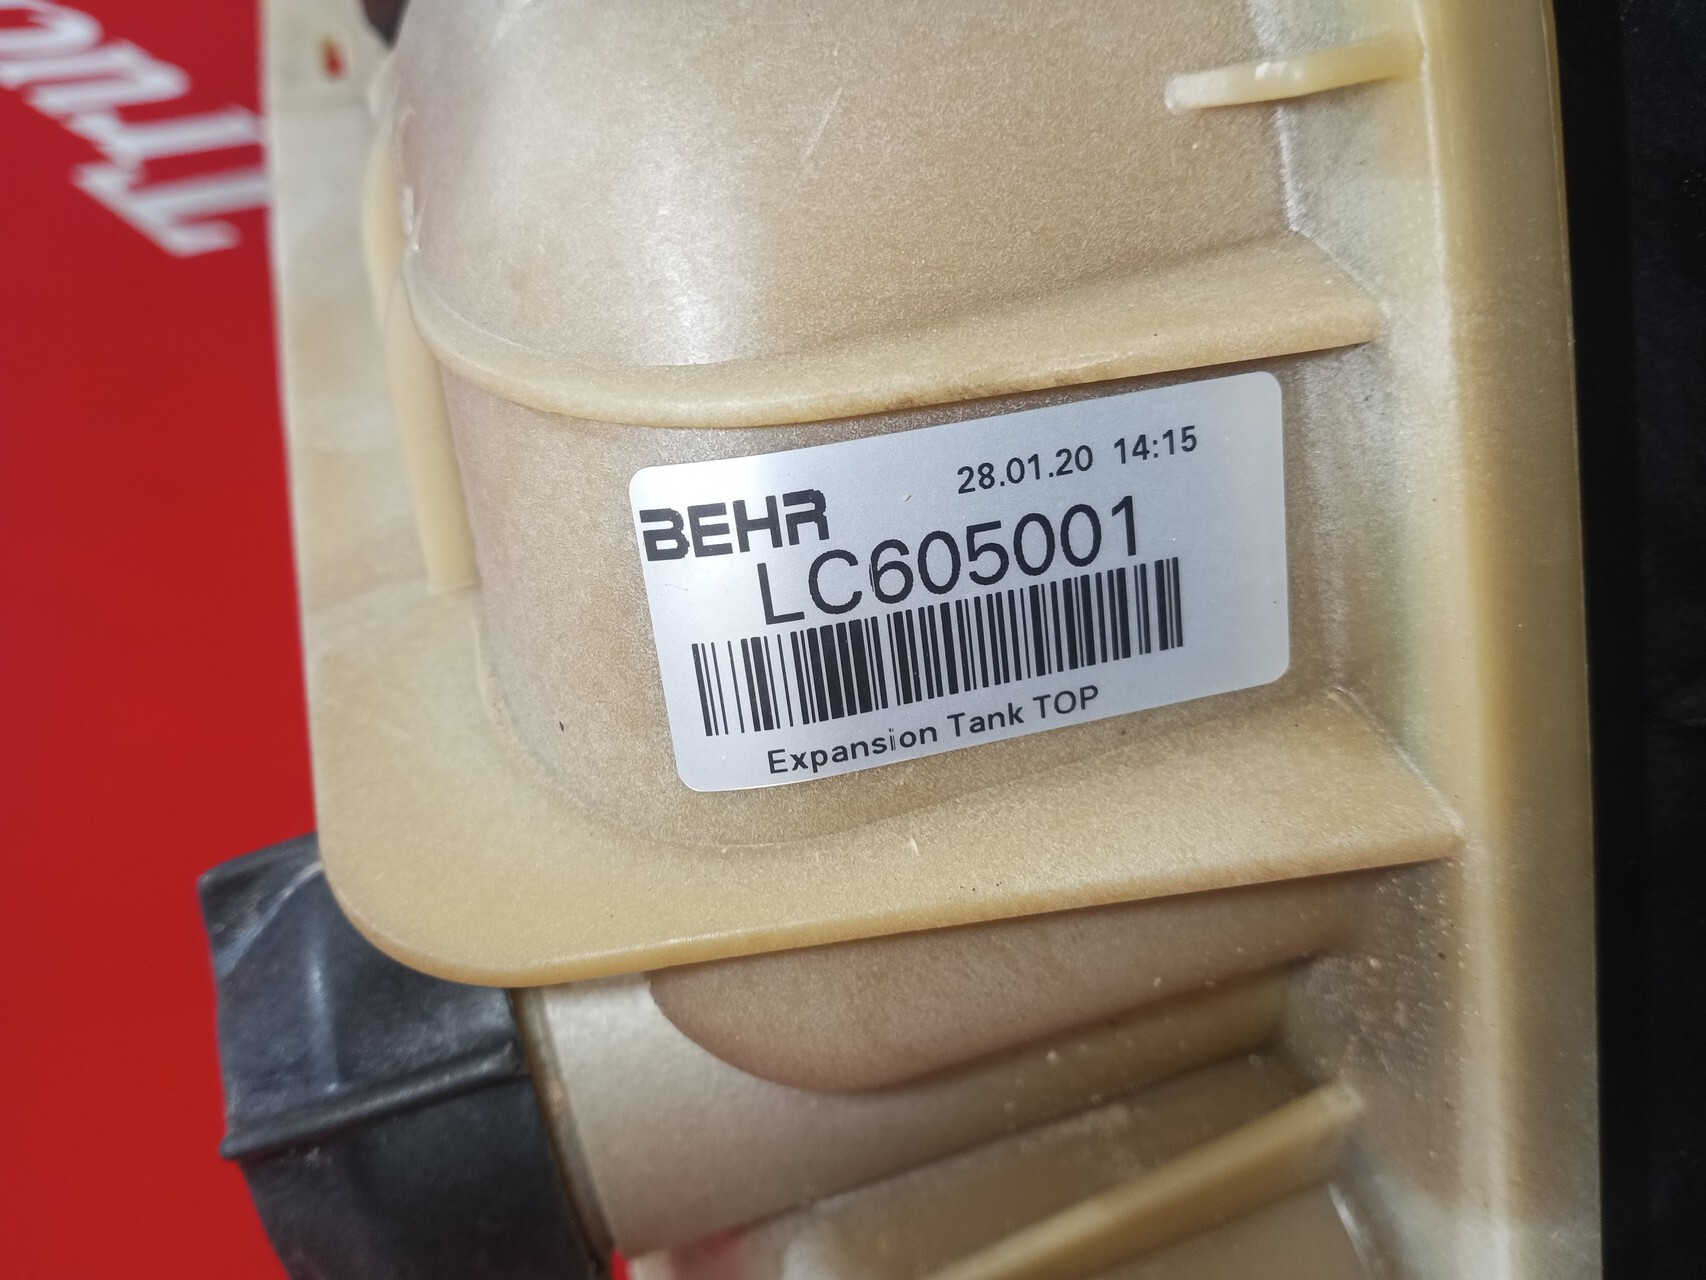 28.01.20 14:15
BEHR
LC605001
Expansion Tank TOP